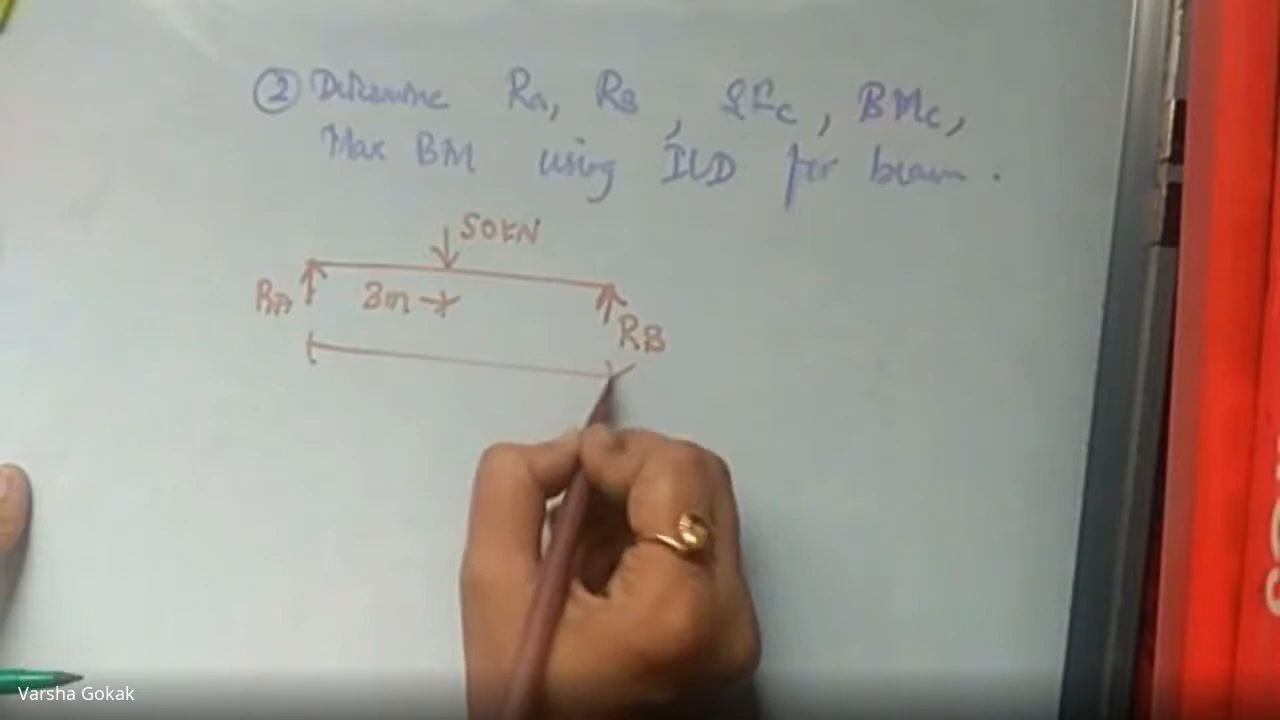 ② Determine RA, RB, SFC, BMC,
Max BM using ILD for beam.
50kN
RA 3m
RB
Varsha Gokak